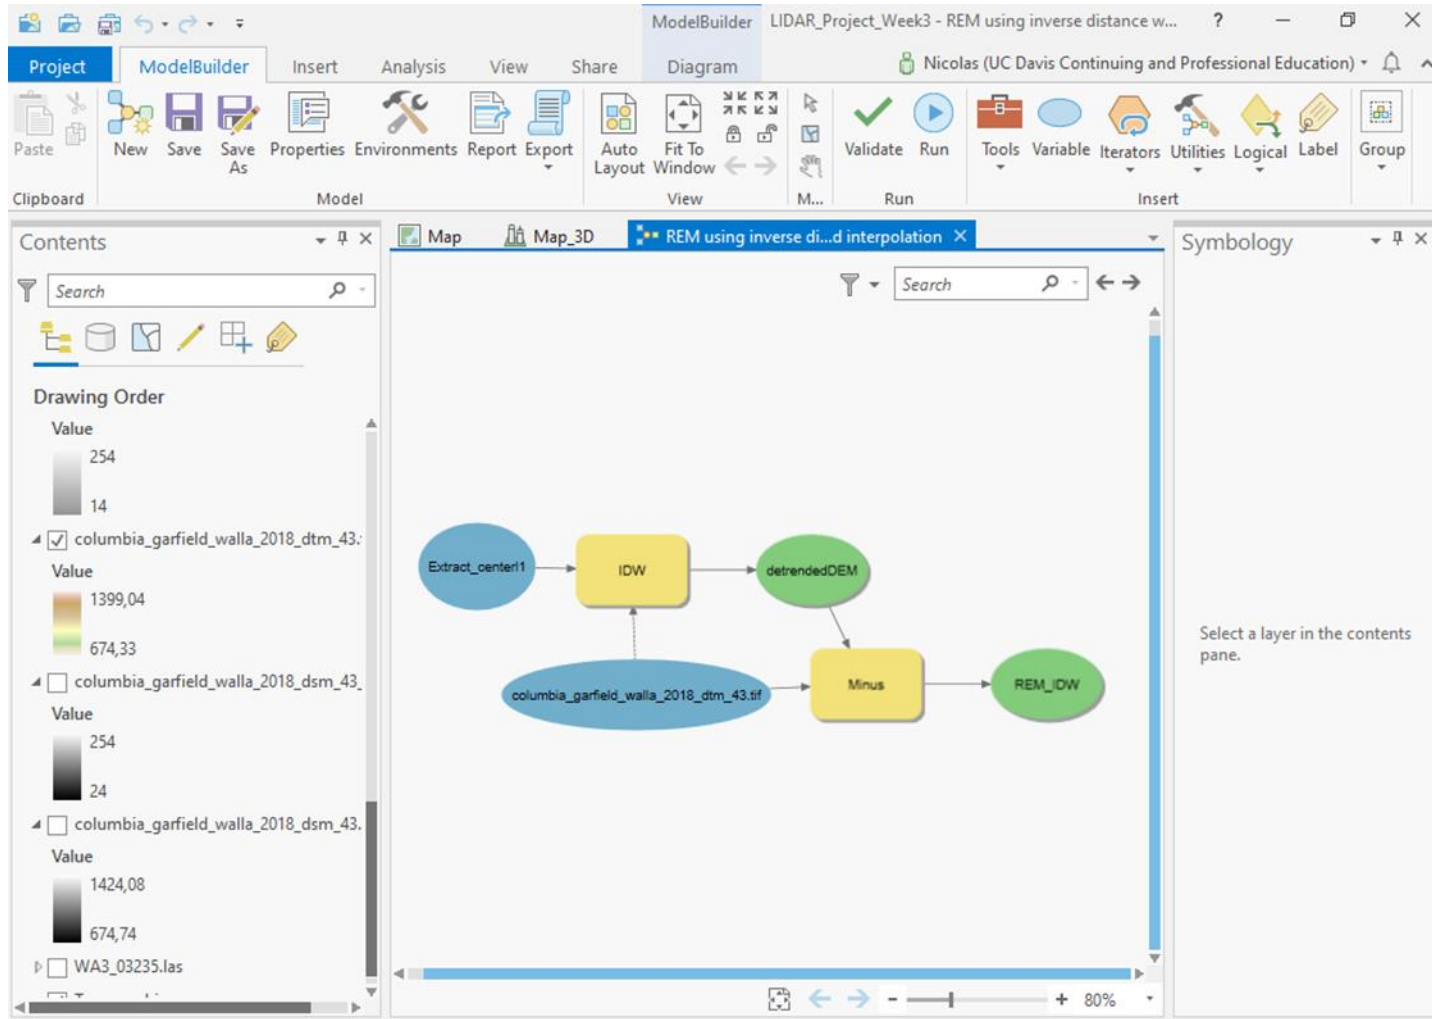 ModelBuilder
LIDAR_Project_Week3 - REM using inverse distance w...
?
Project
ModelBuilder
Insert
Analysis
View
Share
Diagram
Nicolas (UC Davis Continuing and Professional Education)
Paste
New
Save
Save As
Properties
Environments
Report
Export
Auto Layout
Fit To Window
Validate
Run
Tools
Variable
Iterators
Utilities
Logical
Label
Group
Clipboard
Model
View
M...
Run
Insert
Contents
Map
Map_3D
REM using inverse di...d interpolation
Symbology
Search
Search
Drawing Order
Value
254
14
columbia_garfield_walla_2018_dtm_43.
Value
1399,04
674,33
columbia_garfield_walla_2018_dsm_43_
Value
254
24
columbia_garfield_walla_2018_dsm_43.
Value
1424,08
674,74
WA3_03235.las
Extract_centerl1
IDW
detrendedDEM
columbia_garfield_walla_2018_dtm_43.tif
Minus
REM_IDW
Select a layer in the contents
pane.
80%